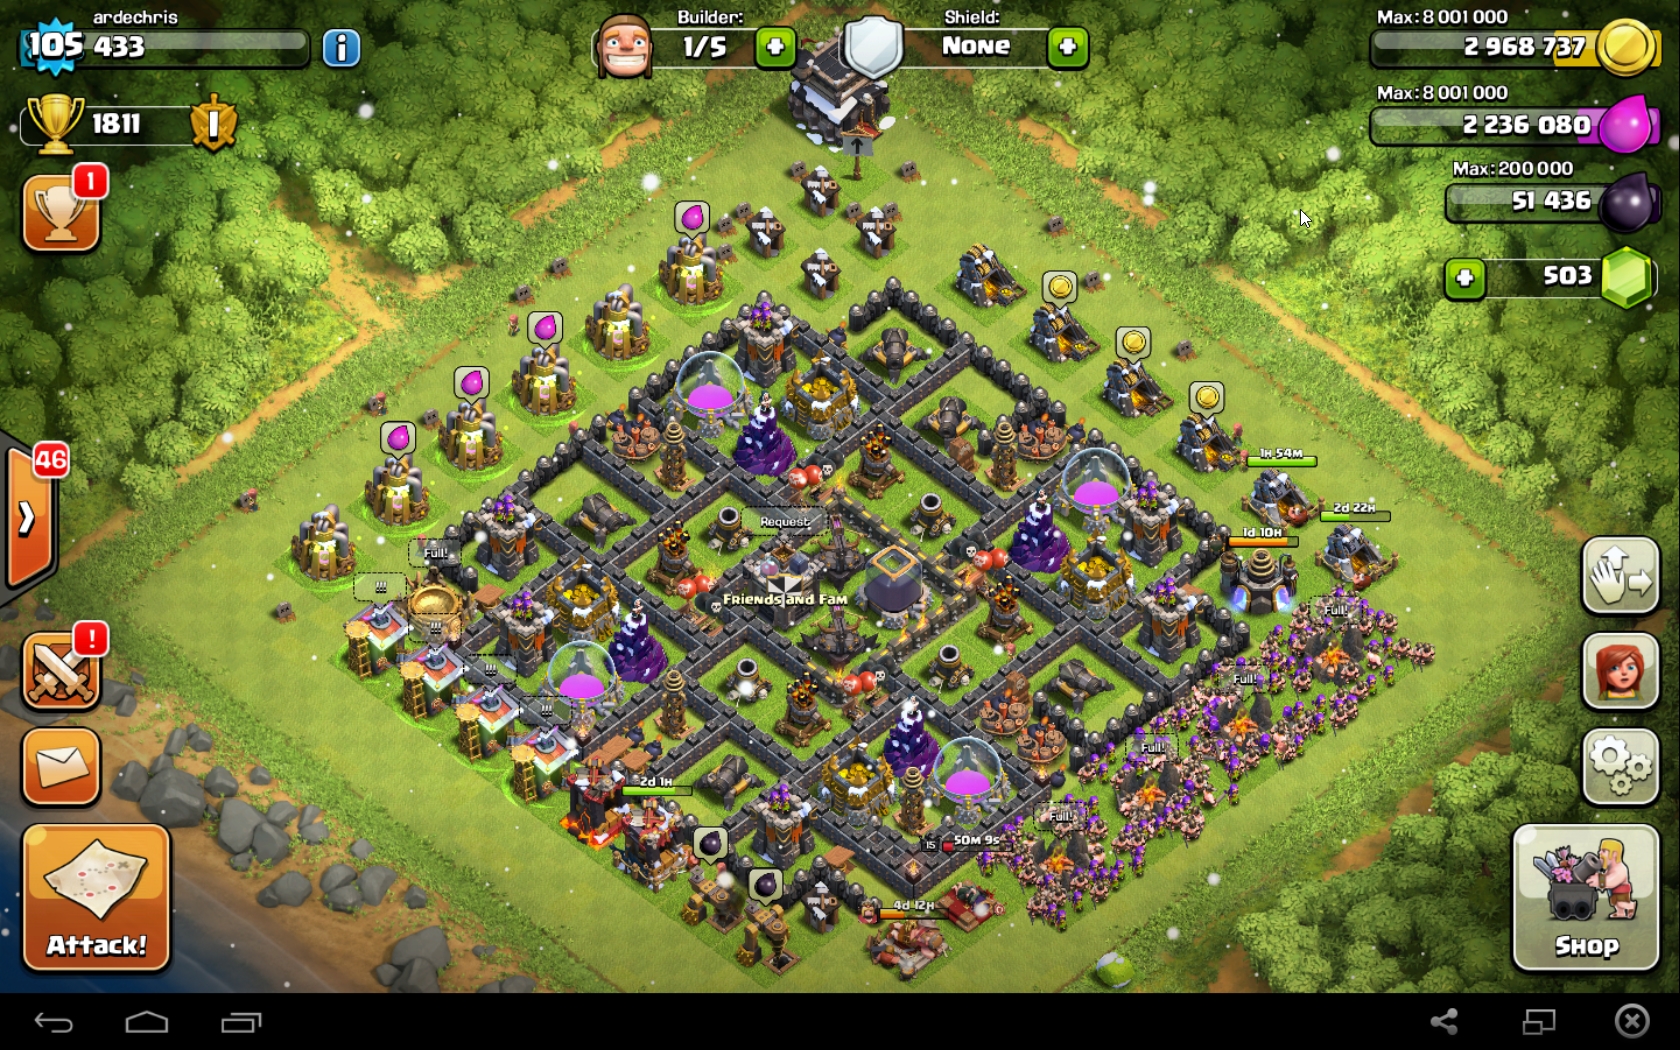 ardechris
105 433
1811
1
46
!
Attack!
Builder:
1/5
Shield:
None
Max: 8 001 000
2 968 737
Max: 8 001 000
2 236 080
Max: 200 000
51 436
503
1h 54m
2d 22h
1d 10h
Request
Full!
Friends and Fam
Full!
Full!
Full!
Full!
2d 1h
15
50m 9s
4d 12h
Shop